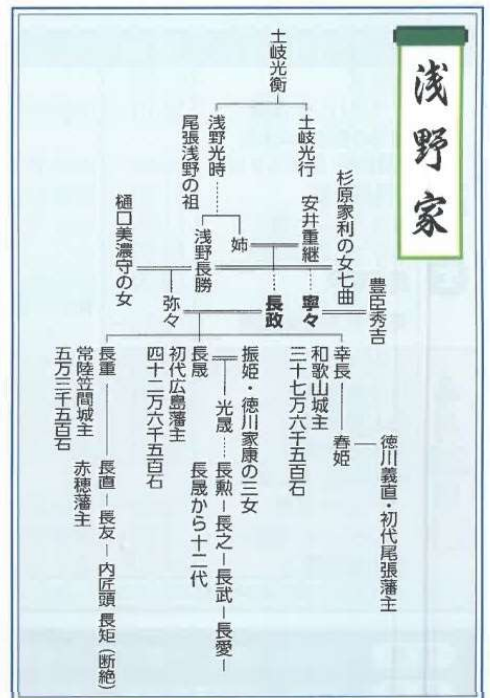 浅野家
豊臣秀吉
杉原家利の女七曲
寧々
土岐光衡
土岐光行
安井重継
長政
姉
浅野光時
尾張浅野の祖
浅野長勝
弥々
樋口美濃守の女
徳川義直・初代尾張藩主
幸長
春姫
和歌山城主
三十七万六千五百石
振姫・徳川家康の三女
光晟
長勲
長之
長武
長愛
長晟から十二代
長晟
初代広島藩主
四十二万六千五百石
長重
長直
長友
内匠頭 長矩(断絶)
常陸笠間城主
赤穂藩主
五万三千五百石